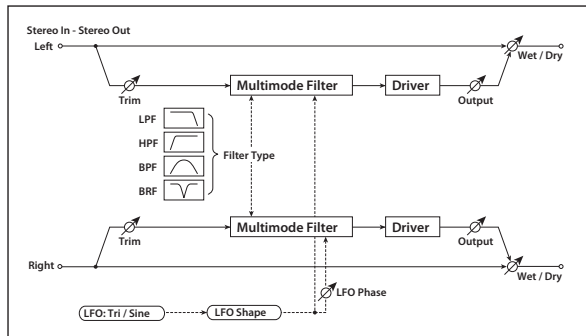 Stereo In - Stereo Out
Left
Wet / Dry
Trim
Multimode Filter
Driver
Output
LPF
HPF
BPF
BRF
Filter Type
Trim
Multimode Filter
Driver
Output
Right
Wet / Dry
LFO Phase
LFO: Tri / Sine
LFO Shape